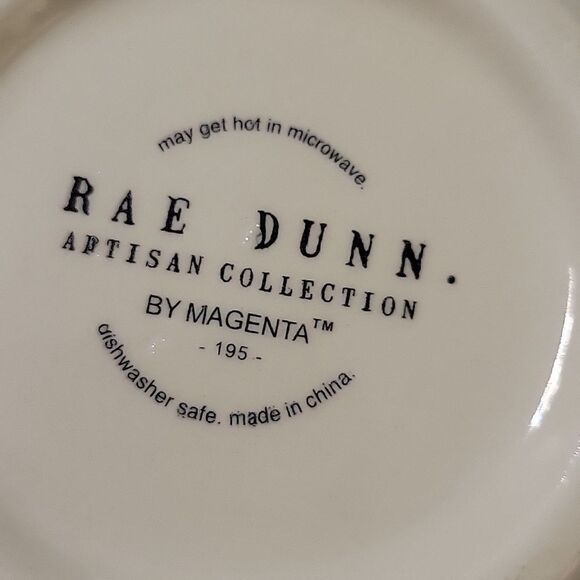 may get hot in microwave.
RAE DUNN.
ARTISAN COLLECTION
BY MAGENTA™
- 195 -
dishwasher safe. made in china.